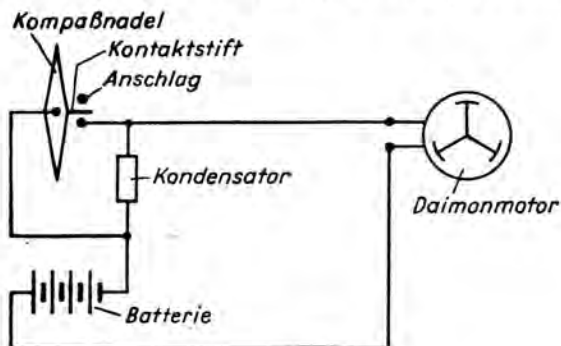 Kompaßnadel
Kontaktstift
Anschlag
Kondensator
Daimonmotor
Batterie